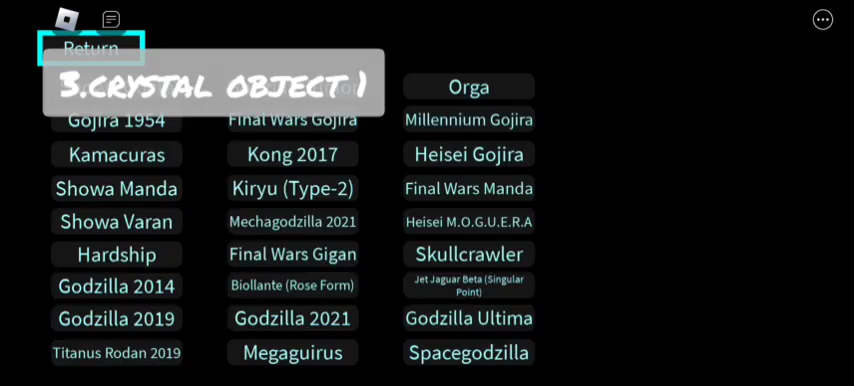 Return
3.CRYSTAL OBJECT 1
Orga
Gojira 1954
Final Wars Gojira
Millennium Gojira
Kamacuras
Kong 2017
Heisei Gojira
Showa Manda
Kiryu (Type-2)
Final Wars Manda
Showa Varan
Mechagodzilla 2021
Heisei M.O.G.U.E.R.A
Hardship
Final Wars Gigan
Skullcrawler
Godzilla 2014
Biollante (Rose Form)
Jet Jaguar Beta (Singular
Point)
Godzilla 2019
Godzilla 2021
Godzilla Ultima
Titanus Rodan 2019
Megaguirus
Spacegodzilla